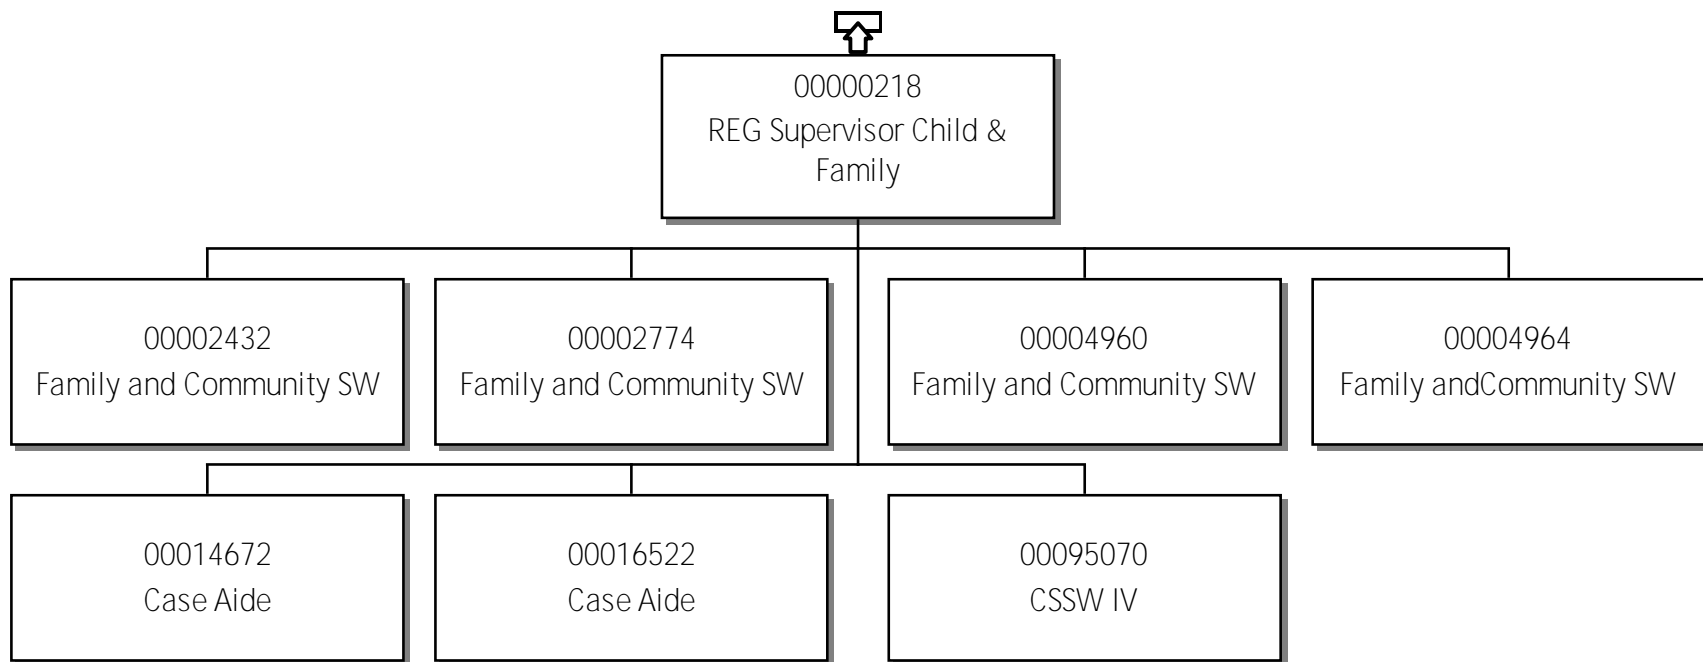 00000218
REG Supervisor Child &
Family
00002432
Family and Community SW
00002774
Family and Community SW
00004960
Family and Community SW
00004964
Family andCommunity SW
00014672
Case Aide
00016522
Case Aide
00095070
CSSW IV